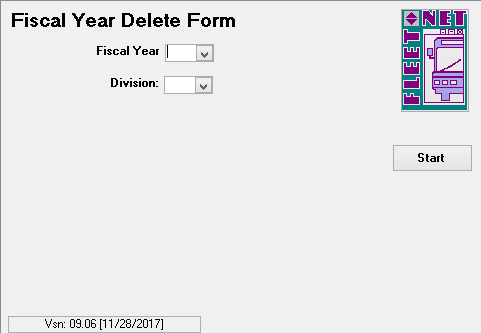 Fiscal Year Delete Form
Fiscal Year
Division:
FLEET
NET
Start
Vsn: 09.06 [11/28/2017]